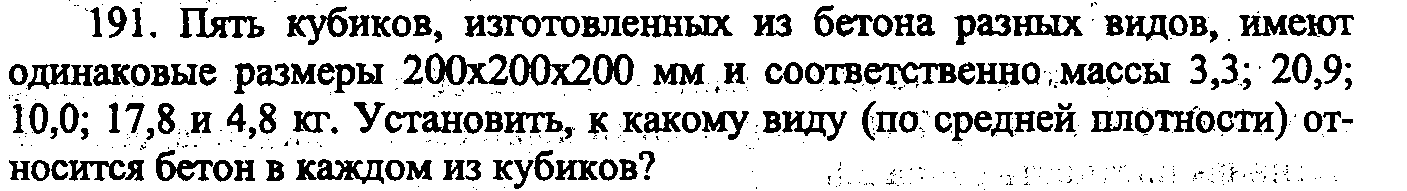 191. Пять кубиков, изготовленных из бетона разных видов, имеют
одинаковые размеры 200х200х200 мм и соответственно массы 3,3; 20,9;
10,0; 17,8 и 4,8 кг. Установить, к какому виду (по средней плотности) от-
носится бетон в каждом из кубиков?